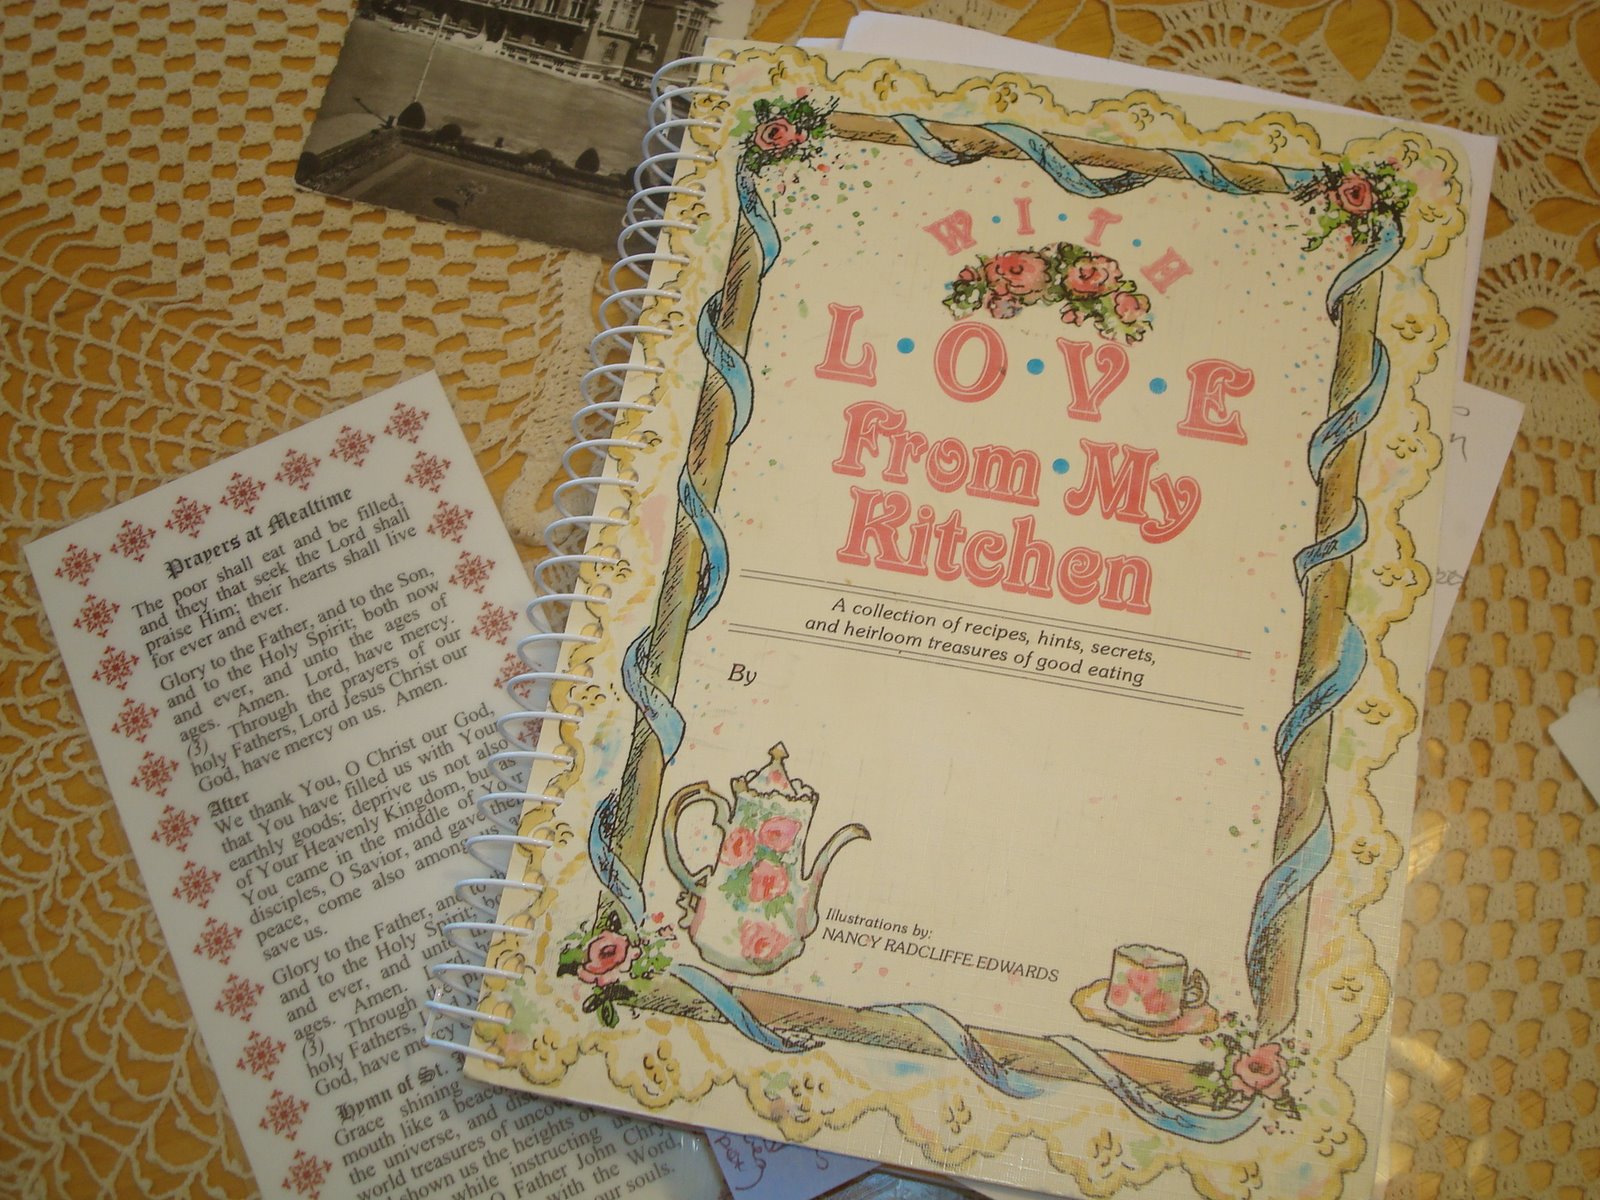 W·I·T·H
L·O·V·E
From·My
Kitchen
A collection of recipes, hints, secrets,
and heirloom treasures of good eating
By
Illustrations by:
NANCY RADCLIFFE EDWARDS
Prayers at Mealtime
The poor shall eat and be filled,
and they that seek the Lord shall
praise Him; their hearts shall live
for ever and ever.
Glory to the Father, and to the Son,
and to the Holy Spirit; both now
and ever, and unto the ages of
ages. Amen. Lord, have mercy.
(3) Through the prayers of our
holy Fathers, Lord Jesus Christ our
God, have mercy on us. Amen.
After
We thank You, O Christ our God,
that You have filled us with Your
earthly goods; deprive us not also
of Your Heavenly Kingdom, but as
You came in the middle of Your
disciples, O Savior, and gave them
peace, come also among us and
save us.
Glory to the Father, and to
and to the Holy Spirit;
and ever, and unto
ages. Amen. Lord,
(3) Through the
holy Fathers,
God, have mercy
Hymn of St.
Grace shining
mouth like a beacon
the universe, and
world treasures of
shown us the heights of
while instructing
O Father John
with the Word
our souls.